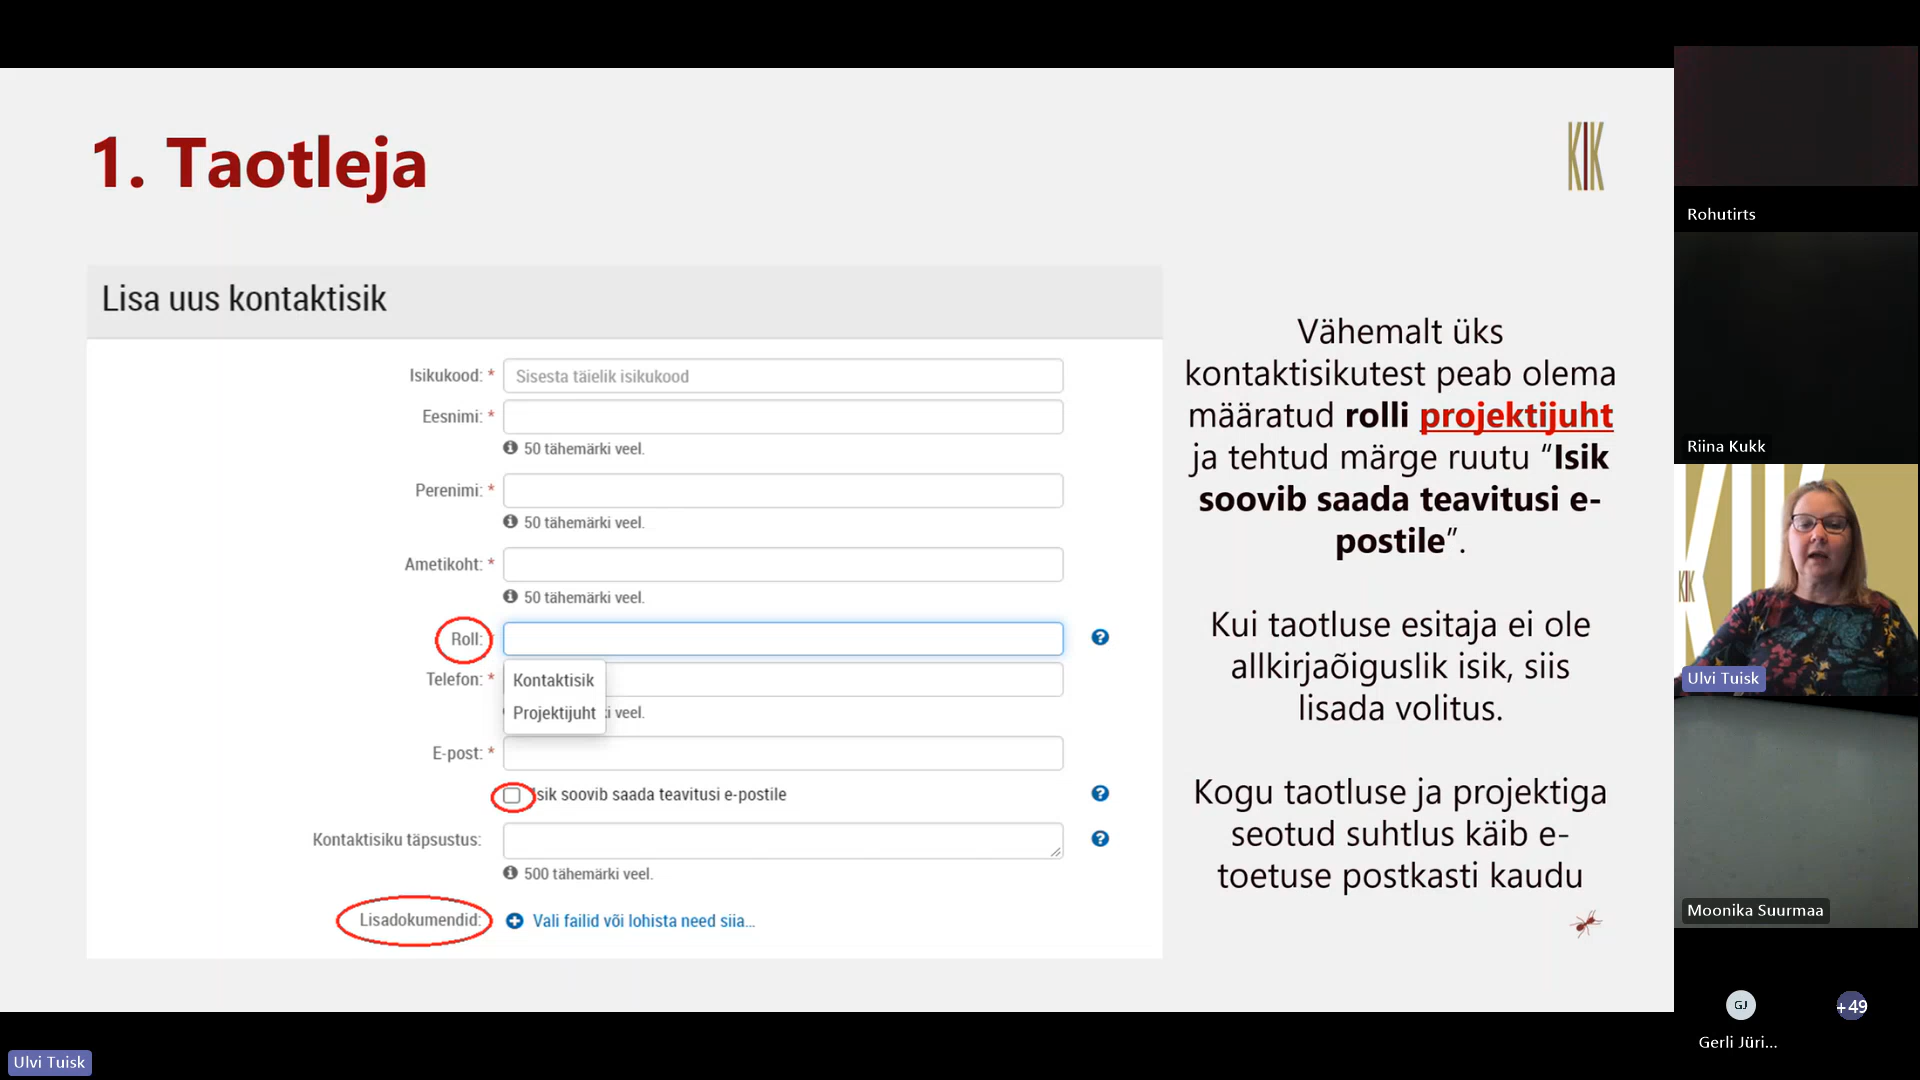 1. Taotleja
KIK
Lisa uus kontaktisik
Isikukood: * Sisesta täielik isikukood
Eesnimi: *
50 tähemärki veel.
Perenimi: *
50 tähemärki veel.
Ametikoht: *
50 tähemärki veel.
Roll:
Kontaktisik
Projektijuht
Telefon: *
veel.
E-post: *
Isik soovib saada teavitusi e-postile
Kontaktisiku täpsustus:
500 tähemärki veel.
Lisadokumendid: Vali failid või lohista need siia...
Vähemalt üks
kontaktisikutest peab olema
määratud rolli projektijuht
ja tehtud märge ruutu “Isik
soovib saada teavitusi e-
postile”.
Kui taotluse esitaja ei ole
allkirjaõiguslik isik, siis
lisada volitus.
Kogu taotluse ja projektiga
seotud suhtlus käib e-
toetuse postkasti kaudu
Rohutirts
Riina Kukk
KIK
Ulvi Tuisk
Moonika Suurmaa
GJ
+49
Gerli Jüri...
Ulvi Tuisk